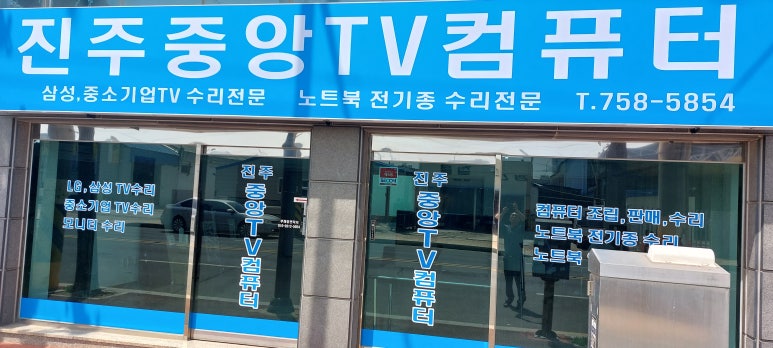 진주중앙TV컴퓨터
삼성,중소기업TV 수리전문 노트북 전기종 수리전문 T.758-5854
LG, 삼성 TV수리
중소기업 TV수리
모니터 수리
진주 중앙TV컴퓨터
진주 중앙TV컴퓨터
컴퓨터 조립, 판매, 수리
노트북 전기종 수리
노트북